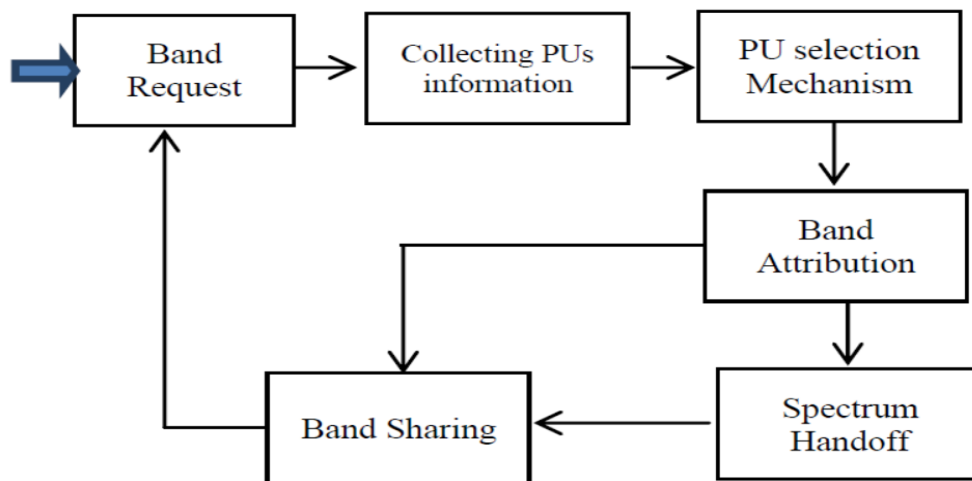 Band
Request
Collecting PUs
information
PU selection
Mechanism
Band
Attribution
Band Sharing
Spectrum
Handoff